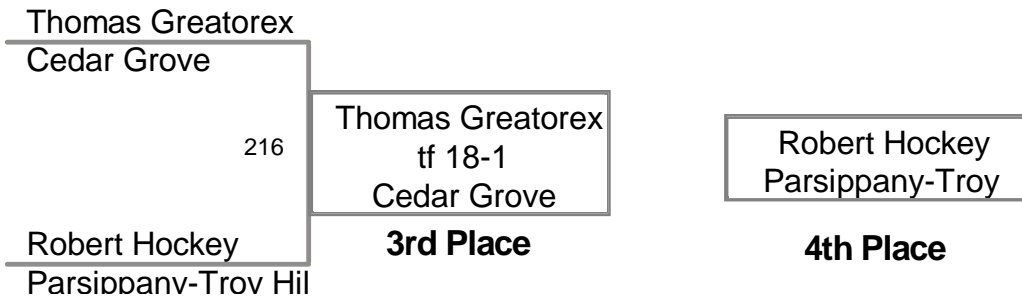 Thomas Greatorex
Cedar Grove
216
Thomas Greatorex
tf 18-1
Cedar Grove
3rd Place
Robert Hockey
Parsippany-Troy
4th Place
Robert Hockey
Parsippany-Troy Hil